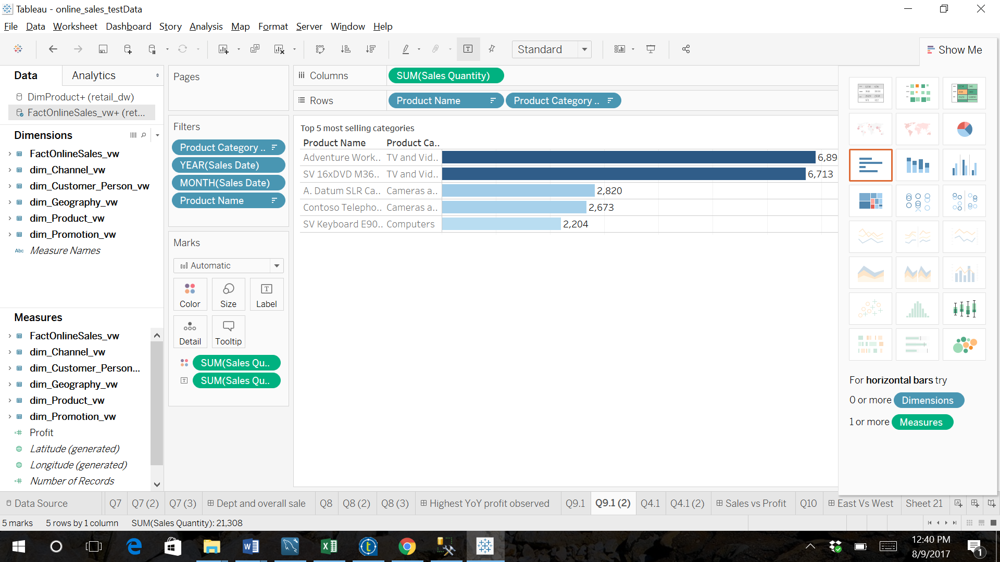 Tableau - online_sales_testData
File Data Worksheet Dashboard Story Analysis Map Format Server Window Help
Standard
Show Me
Data Analytics
DimProduct+ (retail_dw)
FactOnlineSales_vw+ (ret...
Dimensions
FactOnlineSales_vw
dim_Channel_vw
dim_Customer_Person_vw
dim_Geography_vw
dim_Product_vw
dim_Promotion_vw
Abc Measure Names
Measures
FactOnlineSales_vw
dim_Channel_vw
dim_Customer_Person...
dim_Geography_vw
dim_Product_vw
dim_Promotion_vw
Profit
Latitude (generated)
Longitude (generated)
Number of Records
Pages
Filters
Product Category ..
YEAR(Sales Date)
MONTH(Sales Date)
Product Name
Marks
Automatic
Color Size Label
Detail Tooltip
SUM(Sales Qu..
SUM(Sales Qu..
Columns SUM(Sales Quantity)
Rows Product Name Product Category ..
Top 5 most selling categories
Product Name Product Ca..
Adventure Work.. TV and Vid.. 6,89
SV 16xDVD M36.. TV and Vid.. 6,713
A. Datum SLR Ca.. Cameras a.. 2,820
Contoso Telepho.. Cameras a.. 2,673
SV Keyboard E90.. Computers 2,204
For horizontal bars try
0 or more Dimensions
1 or more Measures
Data Source Q7 Q7 (2) Q7 (3) Dept and overall sale Q8 Q8 (2) Q8 (3) Highest YoY profit observed Q9.1 Q9.1 (2) Q4.1 Q4.1 (2) Sales vs Profit Q10 East Vs West Sheet 21
5 marks 5 rows by 1 column SUM(Sales Quantity): 21,308
12:40 PM
8/9/2017
1